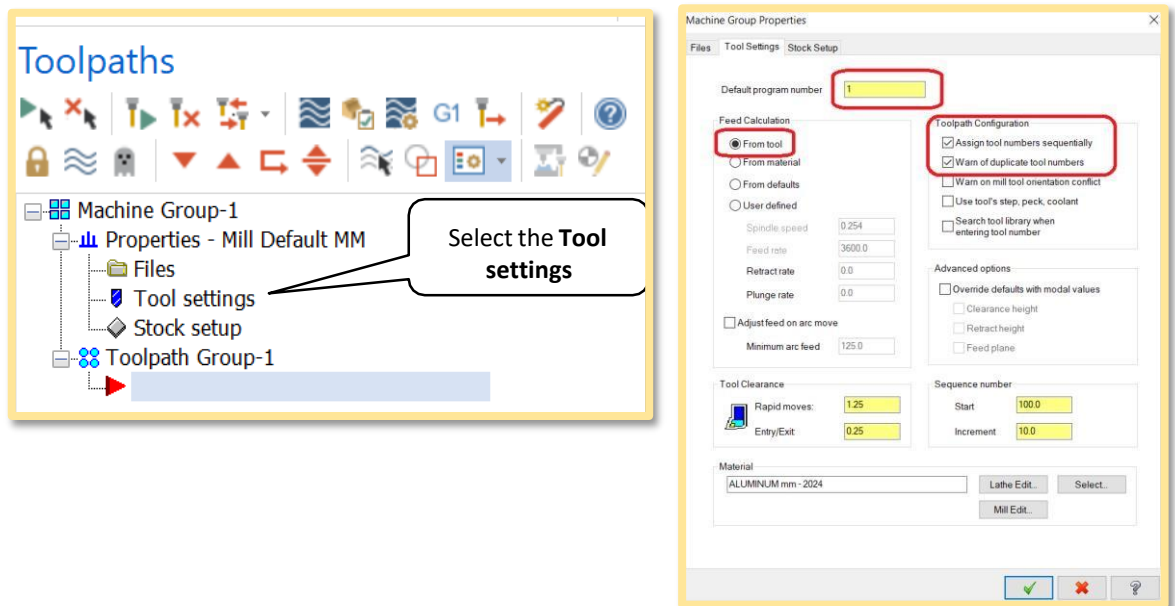 Toolpaths
G1
Machine Group-1
Properties - Mill Default MM
Files
Tool settings
Stock setup
Toolpath Group-1
Select the Tool
settings
Machine Group Properties
Files Tool Settings Stock Setup
Default program number 1
Feed Calculation
From tool
From material
From defaults
User defined
Spindle speed 0.254
Feed rate 3600.0
Retract rate 0.0
Plunge rate 0.0
Adjust feed on arc move
Minimum arc feed 125.0
Toolpath Configuration
Assign tool numbers sequentially
Warn of duplicate tool numbers
Warn on mill tool orientation conflict
Use tool's step, peck, coolant
Search tool library when
entering tool number
Advanced options
Override defaults with modal values
Clearance height
Retract height
Feed plane
Tool Clearance
Rapid moves: 1.25
Entry/Exit 0.25
Sequence number
Start 100.0
Increment 10.0
Material
ALUMINUM mm - 2024
Lathe Edit... Select...
Mill Edit...